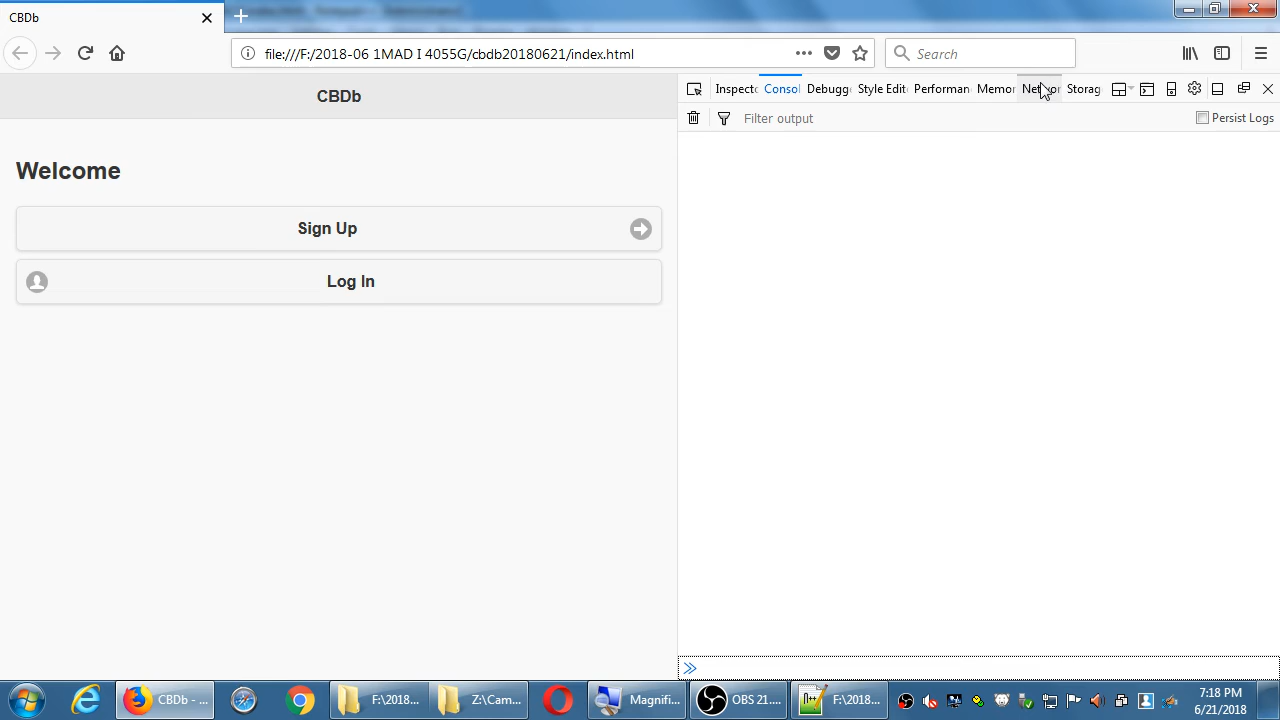 CBDb
file:///F:/2018-06 1MAD I 4055G/cbdb20180621/index.html
Search
CBDb
Inspect Consol Debugg Style Edit Performan Memor Networ Storag
Filter output
Persist Logs
Welcome
Sign Up
Log In
CBDb - ...
F:\2018...
Z:\Cam...
Magnifi...
OBS 21....
F:\2018...
7:18 PM
6/21/2018